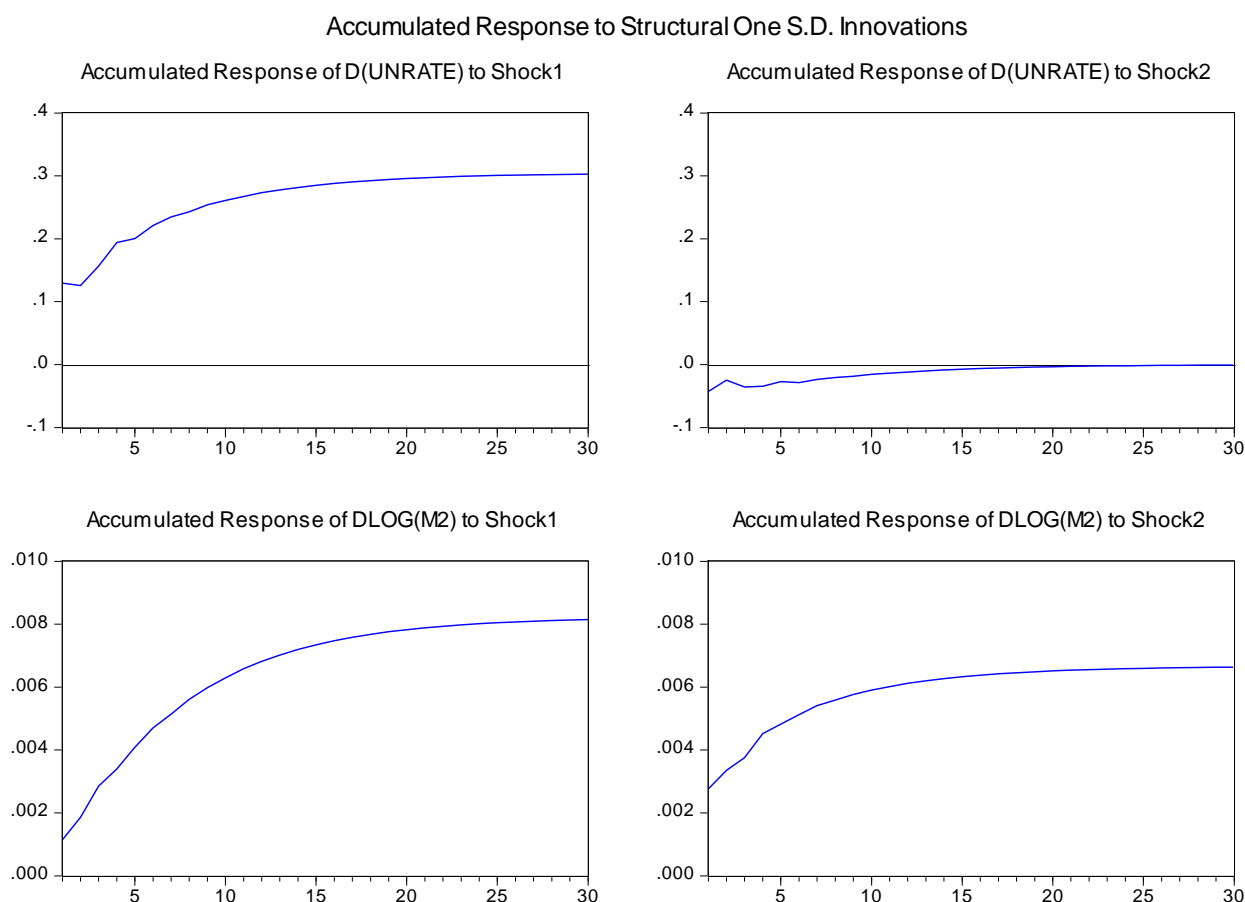 Accumulated Response to Structural One S.D. Innovations
Accumulated Response of D(UNRATE) to Shock1
.4
.3
.2
.1
.0
-.1
5 10 15 20 25 30
Accumulated Response of D(UNRATE) to Shock2
.4
.3
.2
.1
.0
-.1
5 10 15 20 25 30
Accumulated Response of DLOG(M2) to Shock1
.010
.008
.006
.004
.002
.000
5 10 15 20 25 30
Accumulated Response of DLOG(M2) to Shock2
.010
.008
.006
.004
.002
.000
5 10 15 20 25 30